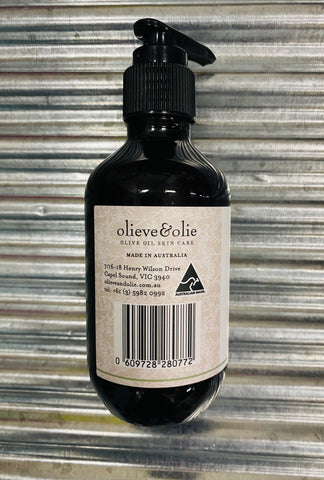 olieve&olie
OLIVE OIL SKIN CARE
MADE IN AUSTRALIA
7/16-18 Henry Wilson Drive
Capel Sound, VIC 3940
olieveandolie.com.au
tel: +61 (3) 5982 0992
AUSTRALIAN MADE
0 609728 280772